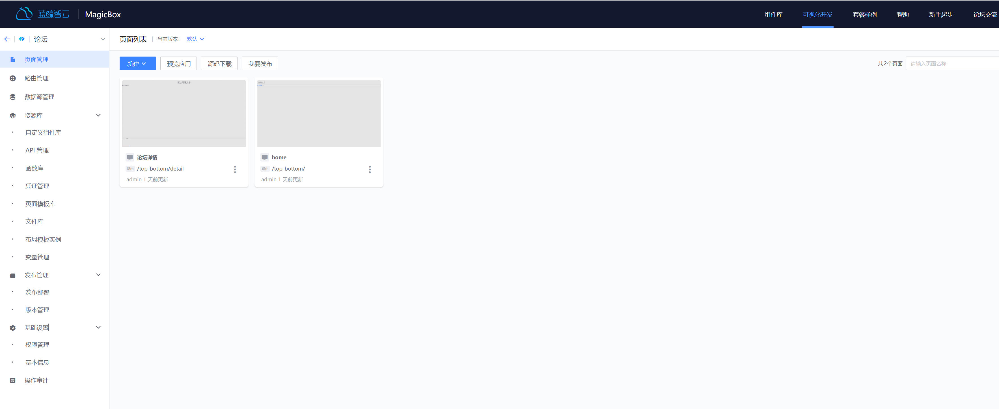 蓝鲸智云 MagicBox 组件库 可视化开发 套餐样例 帮助 新手起步 论坛交流
论坛
页面列表 当前版本: 默认
页面管理
路由管理
数据源管理
资源库
自定义组件库
API 管理
函数库
凭证管理
页面模板库
文件库
布局模板实例
变量管理
发布管理
发布部署
版本管理
基础设置
权限管理
基本信息
操作审计
新建 预览应用 源码下载 我要发布 共2个页面 请输入页面名称
默认段落文字
论坛详情
路由 /top-bottom/detail
admin 1 天前更新
home
路由 /top-bottom/
admin 1 天前更新